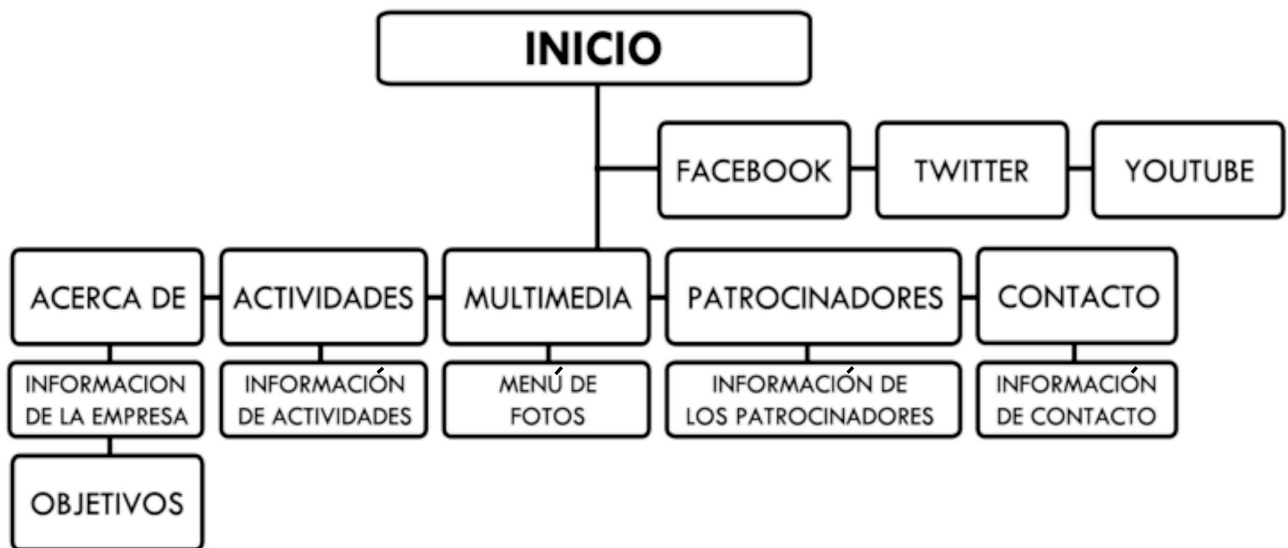 INICIO
FACEBOOK
TWITTER
YOUTUBE
ACERCA DE
ACTIVIDADES
MULTIMEDIA
PATROCINADORES
CONTACTO
INFORMACION
DE LA EMPRESA
INFORMACIÓN
DE ACTIVIDADES
MENÚ DE
FOTOS
INFORMACIÓN DE
LOS PATROCINADORES
INFORMACIÓN
DE CONTACTO
OBJETIVOS